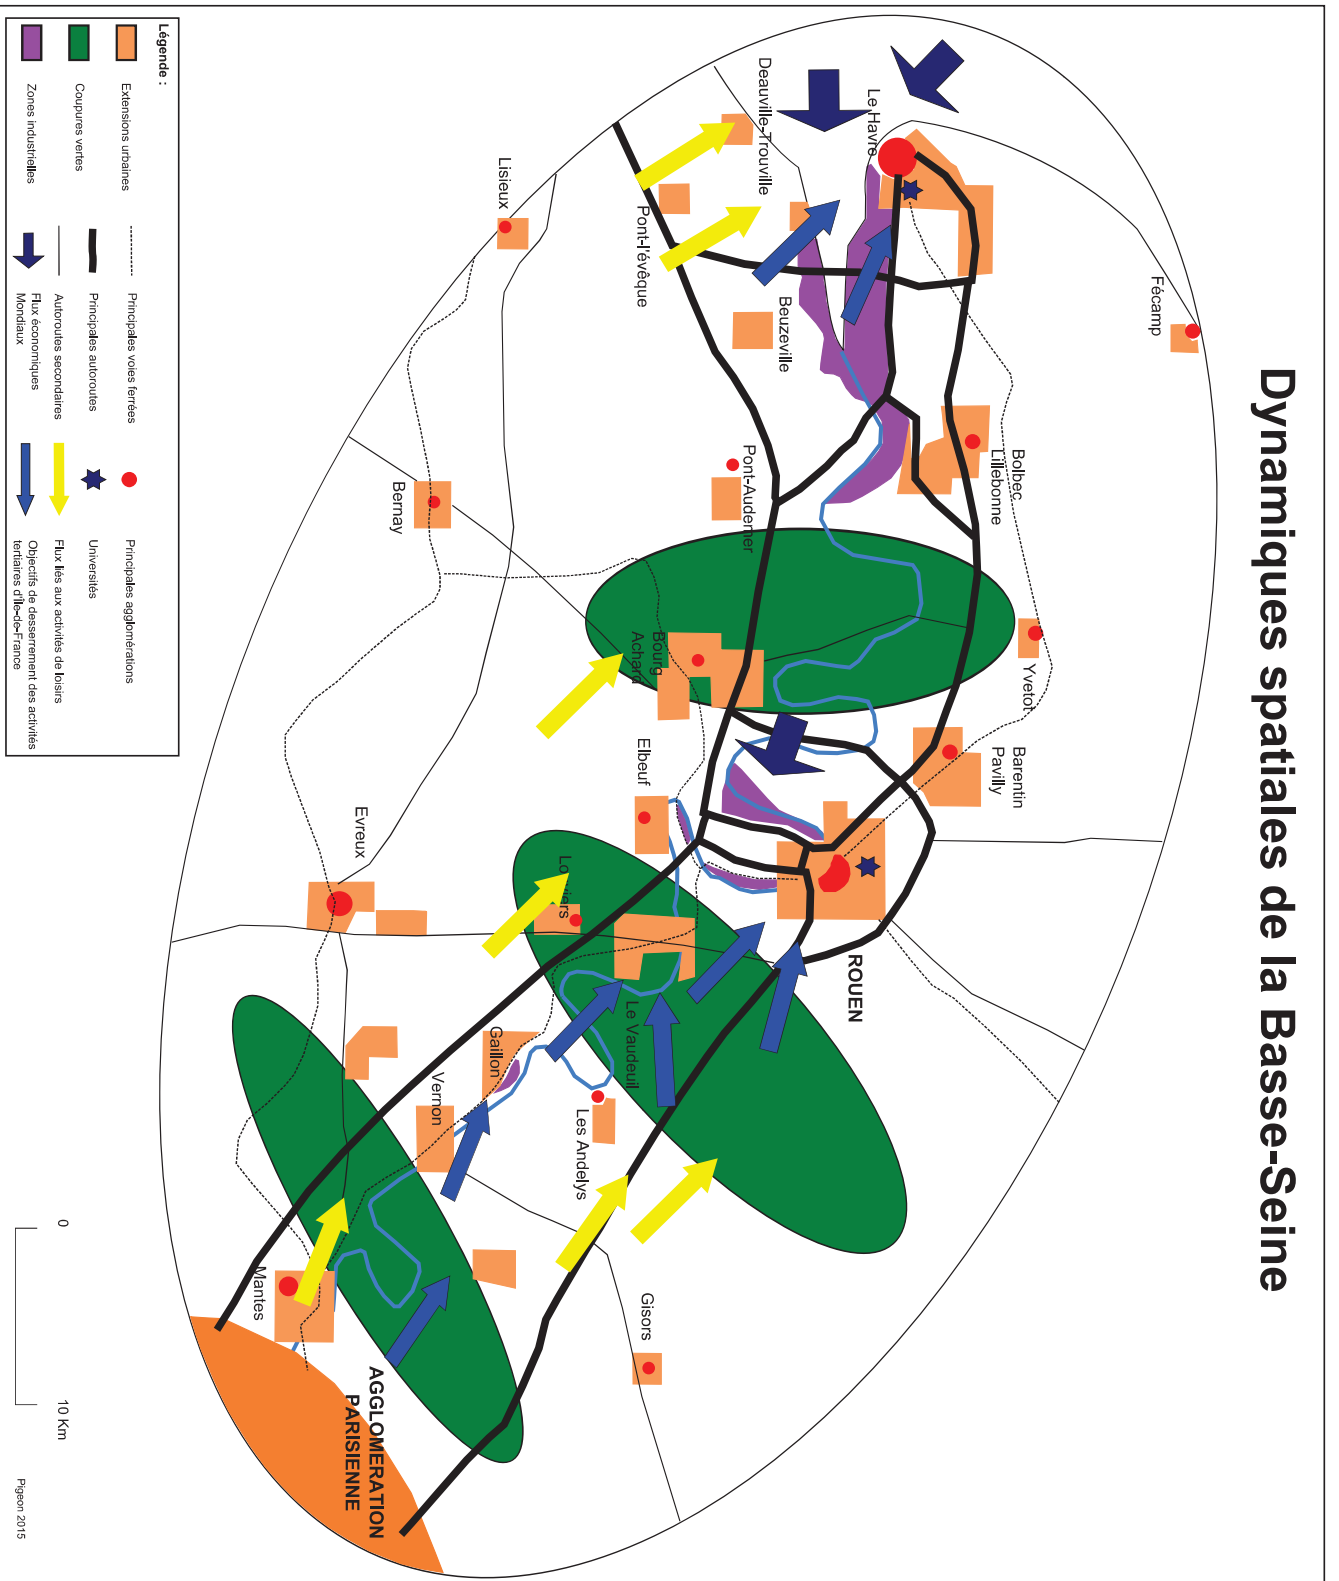 Dynamiques spatiales de la Basse-Seine
Fécamp
Le Havre
Deauville-Trouville
Pont-l'évêque
Lisieux
Beuzeville
Bolbec
Lillebonne
Pont-Audemer
Bernay
Yvetot
Bourg
Achard
Barentin
Pavilly
Elbeuf
Evreux
ROUEN
Louviers
Le Vaudeuil
Gaillon
Vernon
Les Andelys
Gisors
Mantes
AGGLOMERATION
PARISIENNE
Légende :
Extensions urbaines
Coupures vertes
Zones industrielles
Principales voies ferrées
Principales autoroutes
Autoroutes secondaires
Flux économiques
Mondiaux
Principales agglomérations
Universités
Flux liés aux activités de loisirs
Objectifs de desserrement des activités
tertiaires d'Île-de-France
0
10 Km
Pigeon 2015